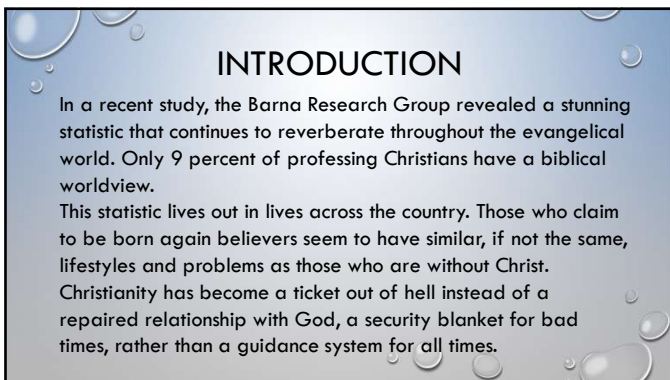 INTRODUCTION
In a recent study, the Barna Research Group revealed a stunning
statistic that continues to reverberate throughout the evangelical
world. Only 9 percent of professing Christians have a biblical
worldview.
This statistic lives out in lives across the country. Those who claim
to be born again believers seem to have similar, if not the same,
lifestyles and problems as those who are without Christ.
Christianity has become a ticket out of hell instead of a
repaired relationship with God, a security blanket for bad
times, rather than a guidance system for all times.